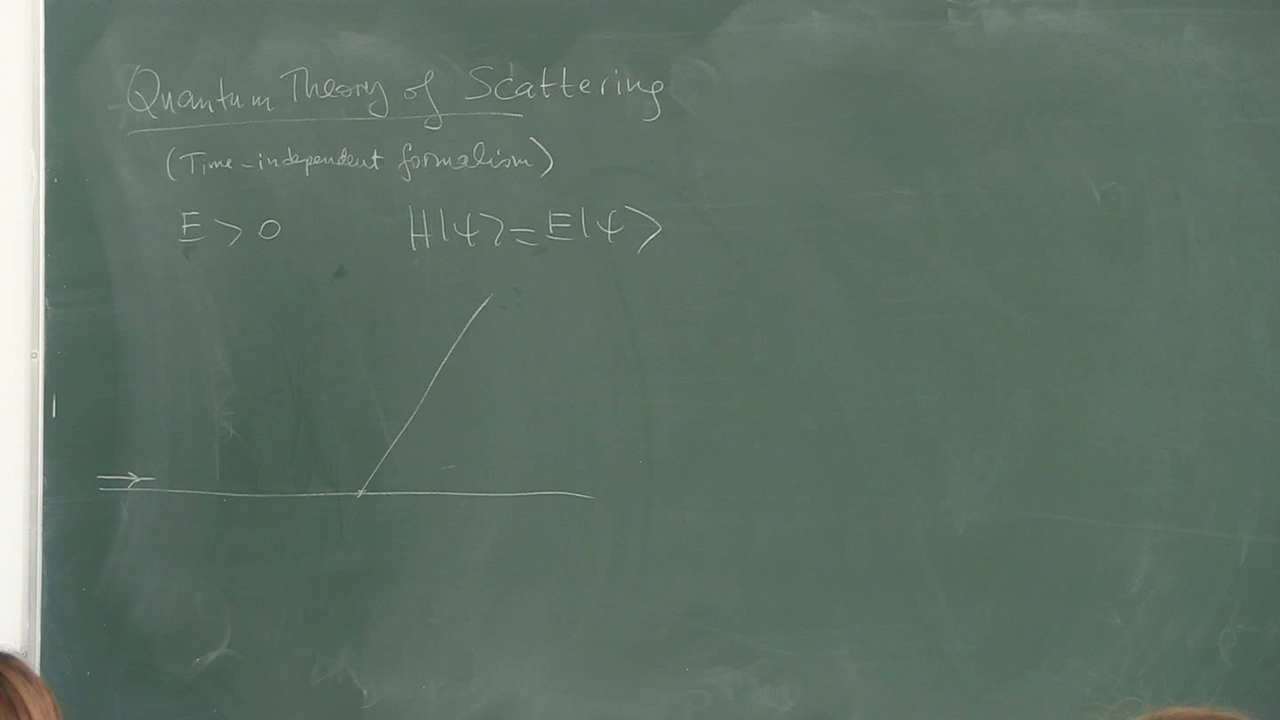 Quantum Theory of Scattering
(Time-independent formalism)
E > 0 H|ψ> = E|ψ>